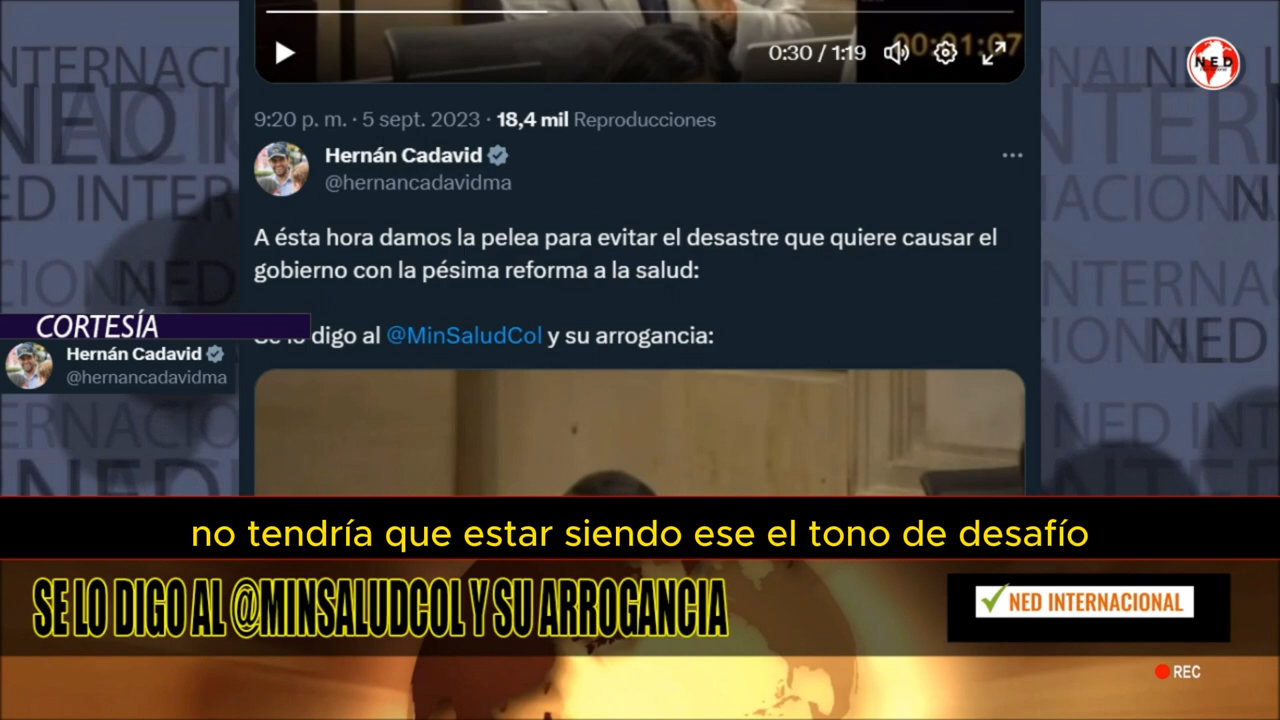 0:30 / 1:19
00:01:07
NED
9:20 p. m. · 5 sept. 2023 · 18,4 mil Reproducciones
Hernán Cadavid
@hernancadavidma
A ésta hora damos la pelea para evitar el desastre que quiere causar el
gobierno con la pésima reforma a la salud:
Se lo digo al @MinSaludCol y su arrogancia:
CORTESÍA
Hernán Cadavid
@hernancadavidma
no tendría que estar siendo ese el tono de desafío
SE LO DIGO AL @MINSALUDCOL Y SU ARROGANCIA
NED INTERNACIONAL
REC